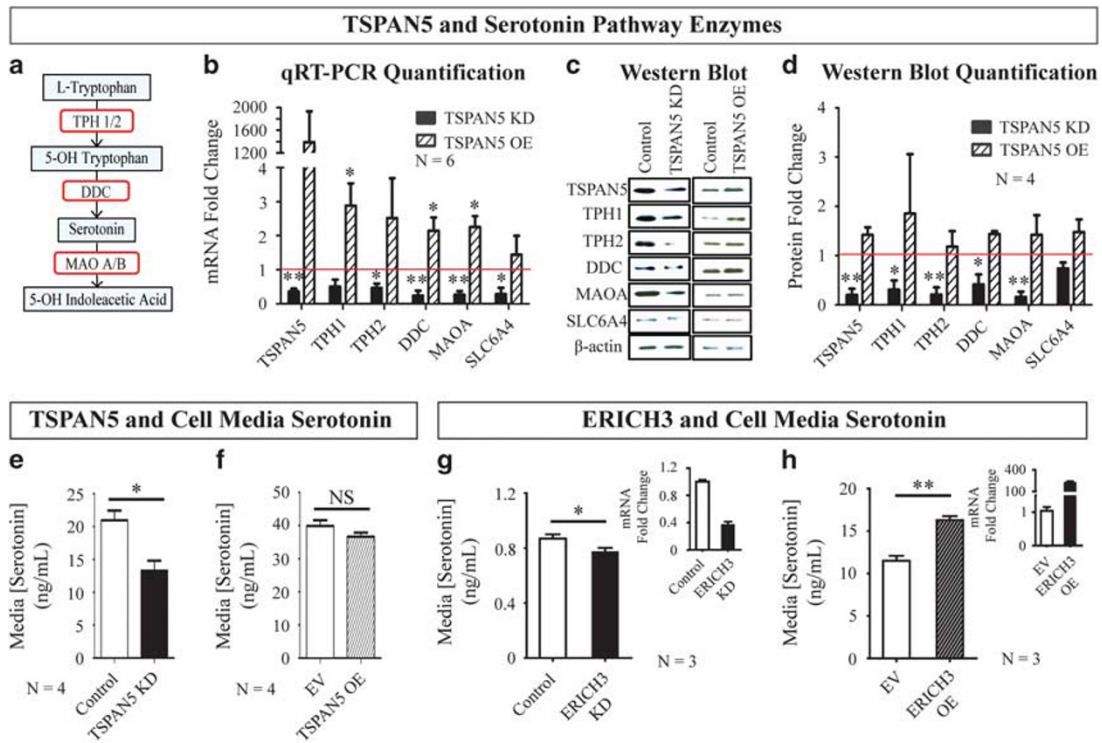 TSPAN5 and Serotonin Pathway Enzymes
a
L-Tryptophan
TPH 1/2
5-OH Tryptophan
DDC
Serotonin
MAO A/B
5-OH Indoleacetic Acid
b
qRT-PCR Quantification
mRNA Fold Change
2000
1600
1200
4
3
2
1
0
TSPAN5 KD
TSPAN5 OE
N = 6
**
*
*
**
*
**
*
*
TSPAN5
TPH1
TPH2
DDC
MAOA
SLC6A4
c
Western Blot
Control
TSPAN5 KD
Control
TSPAN5 OE
TSPAN5
TPH1
TPH2
DDC
MAOA
SLC6A4
β-actin
d
Western Blot Quantification
Protein Fold Change
4
3
2
1
0
TSPAN5 KD
TSPAN5 OE
N = 4
**
*
**
*
**
TSPAN5
TPH1
TPH2
DDC
MAOA
SLC6A4
TSPAN5 and Cell Media Serotonin
e
Media [Serotonin]
(ng/mL)
25
20
15
10
5
0
*
Control
TSPAN5 KD
N = 4
f
Media [Serotonin]
(ng/mL)
50
40
30
20
10
0
NS
EV
TSPAN5 OE
N = 4
ERICH3 and Cell Media Serotonin
g
Media [Serotonin]
(ng/mL)
1.2
0.8
0.4
0
*
Control
ERICH3
KD
mRNA
Fold Change
1.2
0.8
0.4
0
Control
ERICH3
KD
N = 3
h
Media [Serotonin]
(ng/mL)
20
15
10
5
0
**
EV
ERICH3
OE
mRNA
Fold Change
400
100
1
0
EV
ERICH3
OE
N = 3